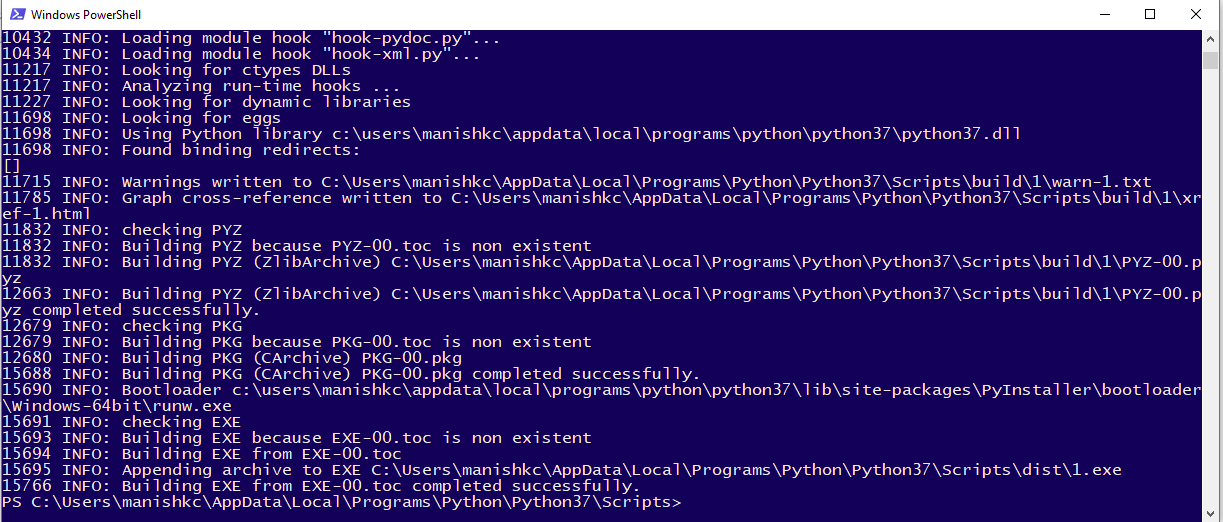 Windows PowerShell
10432 INFO: Loading module hook "hook-pydoc.py"...
10434 INFO: Loading module hook "hook-xml.py"...
11217 INFO: Looking for ctypes DLLs
11217 INFO: Analyzing run-time hooks ...
11227 INFO: Looking for dynamic libraries
11698 INFO: Looking for eggs
11698 INFO: Using Python library c:\users\manishkc\appdata\local\programs\python\python37\python37.dll
11698 INFO: Found binding redirects:
[]
11715 INFO: Warnings written to C:\Users\manishkc\AppData\Local\Programs\Python\Python37\Scripts\build\1\warn-1.txt
11785 INFO: Graph cross-reference written to C:\Users\manishkc\AppData\Local\Programs\Python\Python37\Scripts\build\1\xr
ef-1.html
11832 INFO: checking PYZ
11832 INFO: Building PYZ because PYZ-00.toc is non existent
11832 INFO: Building PYZ (ZlibArchive) C:\Users\manishkc\AppData\Local\Programs\Python\Python37\Scripts\build\1\PYZ-00.p
yz
12663 INFO: Building PYZ (ZlibArchive) C:\Users\manishkc\AppData\Local\Programs\Python\Python37\Scripts\build\1\PYZ-00.p
yz completed successfully.
12679 INFO: checking PKG
12679 INFO: Building PKG because PKG-00.toc is non existent
12680 INFO: Building PKG (CArchive) PKG-00.pkg
15688 INFO: Building PKG (CArchive) PKG-00.pkg completed successfully.
15690 INFO: Bootloader c:\users\manishkc\appdata\local\programs\python\python37\lib\site-packages\PyInstaller\bootloader
\Windows-64bit\runw.exe
15691 INFO: checking EXE
15693 INFO: Building EXE because EXE-00.toc is non existent
15694 INFO: Building EXE from EXE-00.toc
15695 INFO: Appending archive to EXE C:\Users\manishkc\AppData\Local\Programs\Python\Python37\Scripts\dist\1.exe
15766 INFO: Building EXE from EXE-00.toc completed successfully.
PS C:\Users\manishkc\AppData\Local\Programs\Python\Python37\Scripts>